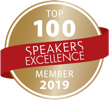 TOP
100
SPEAKERS
EXCELLENCE
MEMBER
2019